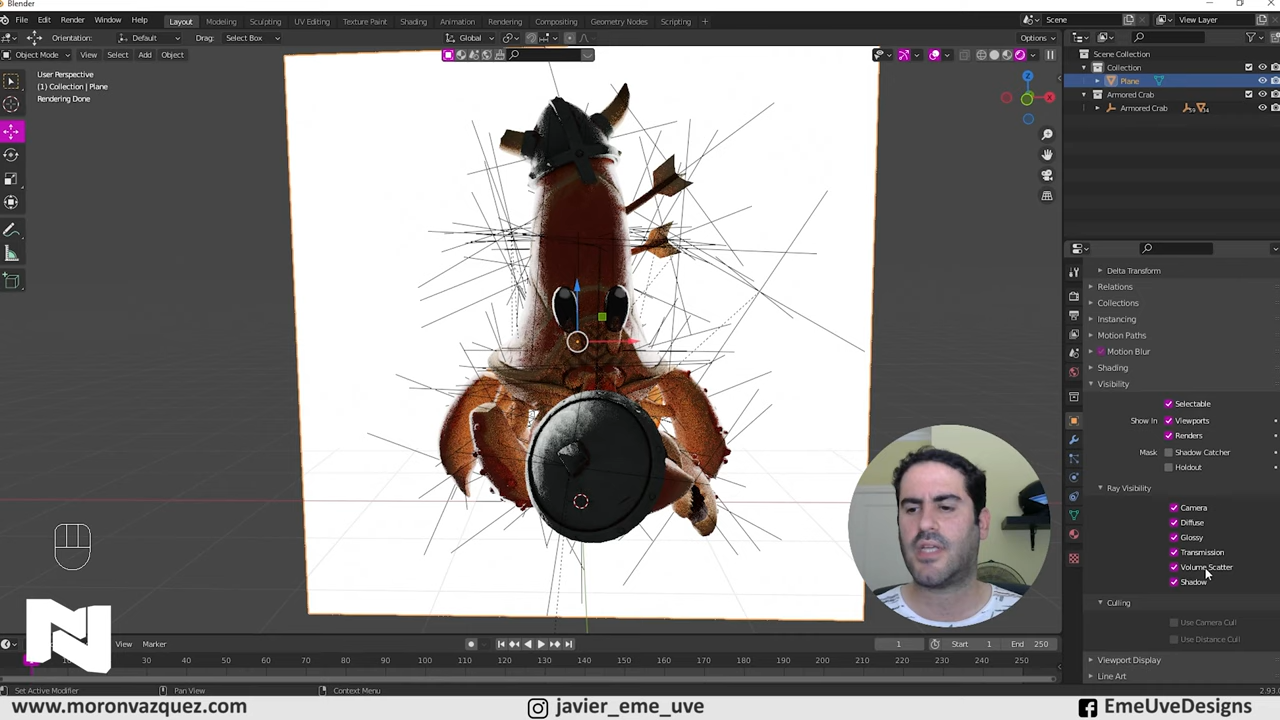 Blender
File Edit Render Window Help Layout Modeling Sculpting UV Editing Texture Paint Shading Animation Rendering Compositing Geometry Nodes Scripting + Scene View Layer
Orientation: Default Drag: Select Box Global Options
Object Mode View Select Add Object
User Perspective
(1) Collection | Plane
Rendering Done
Z
X
Scene Collection
Collection
Plane
Armored Crab
Armored Crab
Delta Transform
Relations
Collections
Instancing
Motion Paths
Motion Blur
Shading
Visibility
Selectable
Show In Viewports
Renders
Mask Shadow Catcher
Holdout
Ray Visibility
Camera
Diffuse
Glossy
Transmission
Volume Scatter
Shadow
Culling
Use Camera Cull
Use Distance Cull
Viewport Display
Line Art
View Marker 1 Start 1 End 250
30 40 50 60 70 80 90 100 110 120 130 140 150 160 170 180 190 200 210 220 230 240 250
Set Active Modifier Pan View Context Menu 2.93.0
www.moronvazquez.com javier_eme_uve EmeUveDesigns